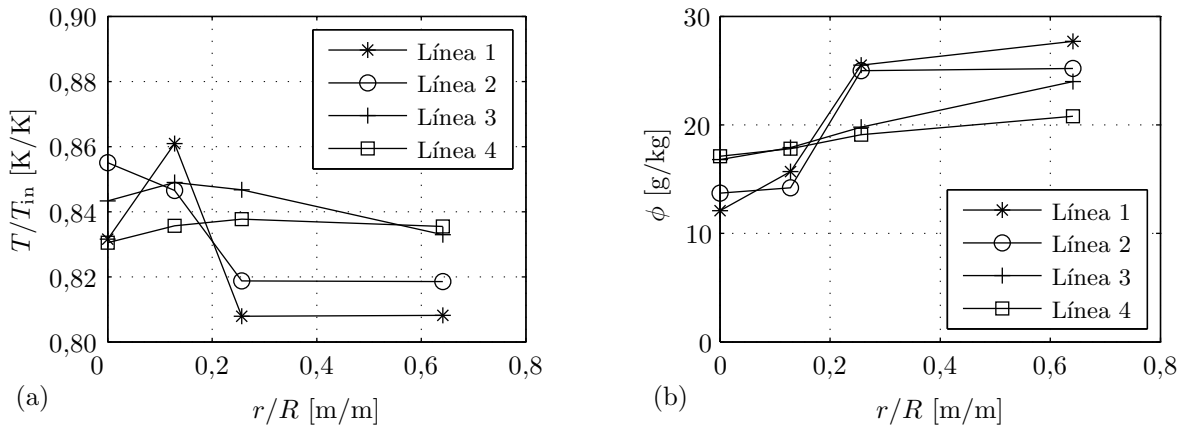 0,90
0,88
0,86
0,84
0,82
0,80
T/T_in [K/K]
Línea 1
Línea 2
Línea 3
Línea 4
0
0,2
0,4
0,6
0,8
r/R [m/m]
(a)
30
20
10
0
ϕ [g/kg]
Línea 1
Línea 2
Línea 3
Línea 4
0
0,2
0,4
0,6
0,8
r/R [m/m]
(b)